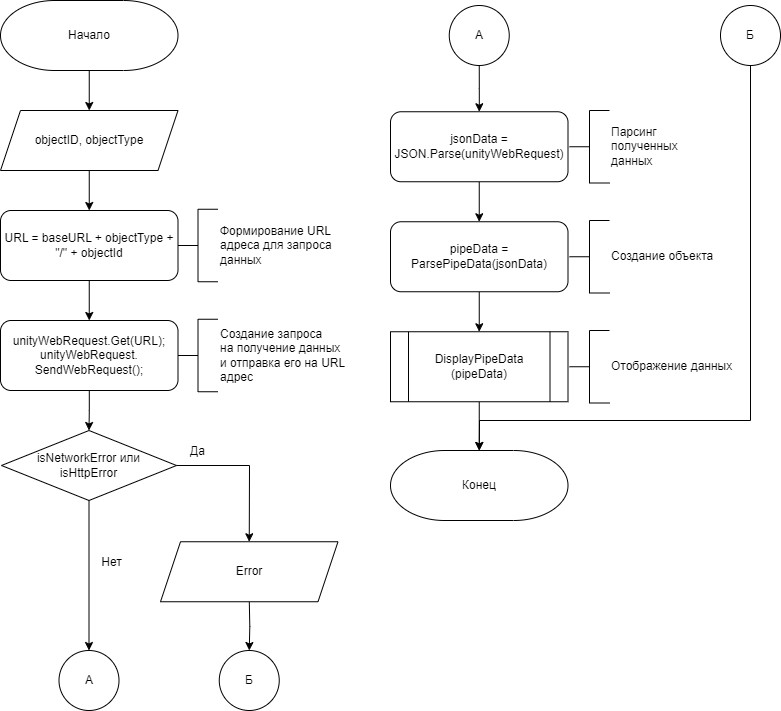 Начало
objectID, objectType
URL = baseURL + objectType +
"/" + objectId
Формирование URL
адреса для запроса
данных
unityWebRequest.Get(URL);
unityWebRequest.
SendWebRequest();
Создание запроса
на получение данных
и отправка его на URL
адрес
isNetworkError или
isHttpError
Да
Нет
Error
А
Б
А
Б
jsonData =
JSON.Parse(unityWebRequest)
Парсинг
полученных
данных
pipeData =
ParsePipeData(jsonData)
Создание объекта
DisplayPipeData
(pipeData)
Отображение данных
Конец